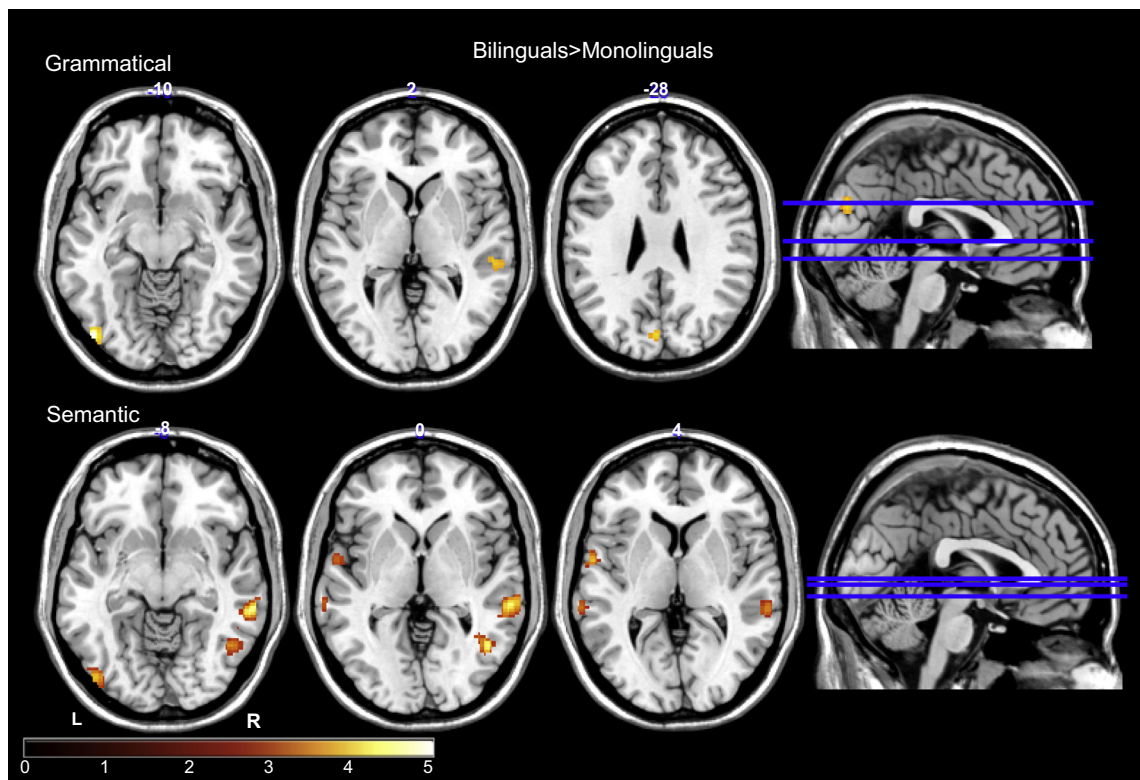 Bilinguals>Monolinguals
Grammatical
-10 2 -28
Semantic
-8 0 4
L R
0 1 2 3 4 5